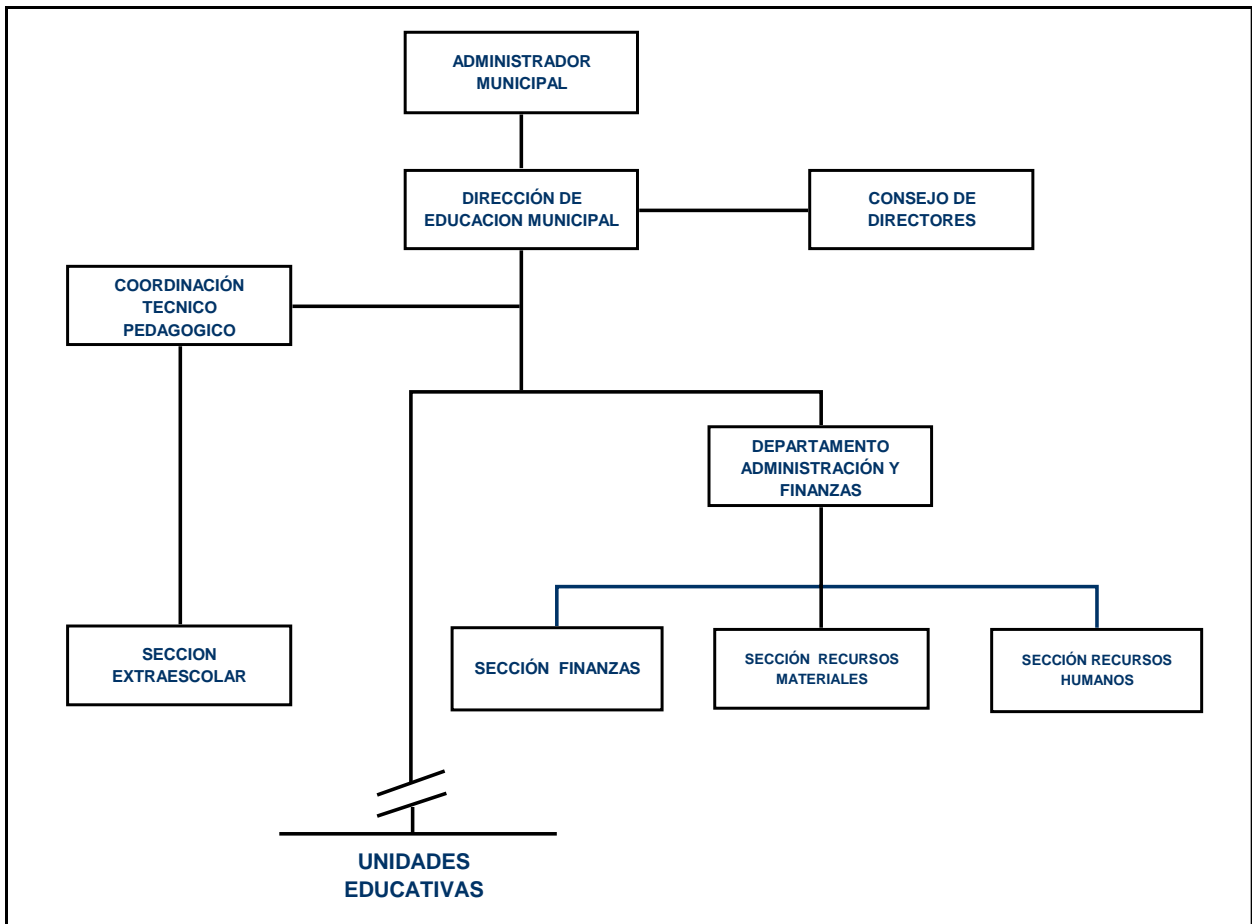 ADMINISTRADOR
MUNICIPAL
DIRECCIÓN DE
EDUCACION MUNICIPAL
CONSEJO DE
DIRECTORES
COORDINACIÓN
TECNICO
PEDAGOGICO
DEPARTAMENTO
ADMINISTRACIÓN Y
FINANZAS
SECCION
EXTRAESCOLAR
SECCIÓN FINANZAS
SECCIÓN RECURSOS
MATERIALES
SECCIÓN RECURSOS
HUMANOS
UNIDADES
EDUCATIVAS